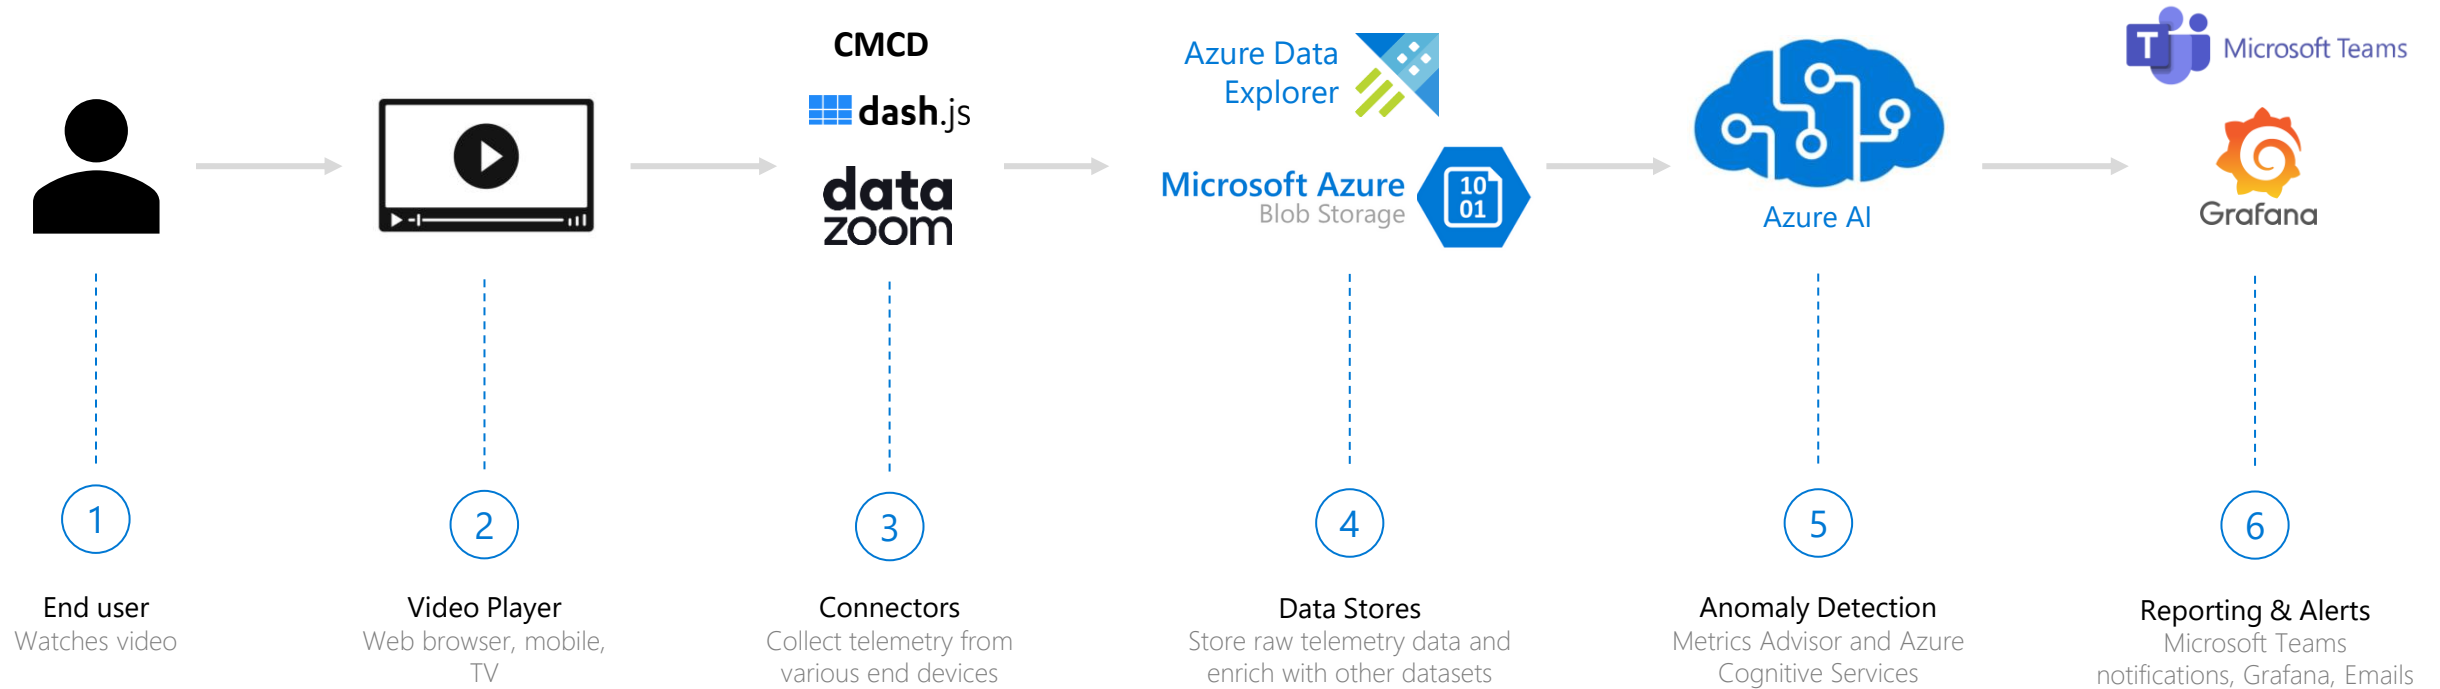 CMCD
dash.js
data
zoom
Azure Data
Explorer
Microsoft Azure
Blob Storage
10
01
Azure AI
T
Microsoft Teams
Grafana
1
2
3
4
5
6
End user
Watches video
Video Player
Web browser, mobile,
TV
Connectors
Collect telemetry from
various end devices
Data Stores
Store raw telemetry data and
enrich with other datasets
Anomaly Detection
Metrics Advisor and Azure
Cognitive Services
Reporting & Alerts
Microsoft Teams
notifications, Grafana, Emails